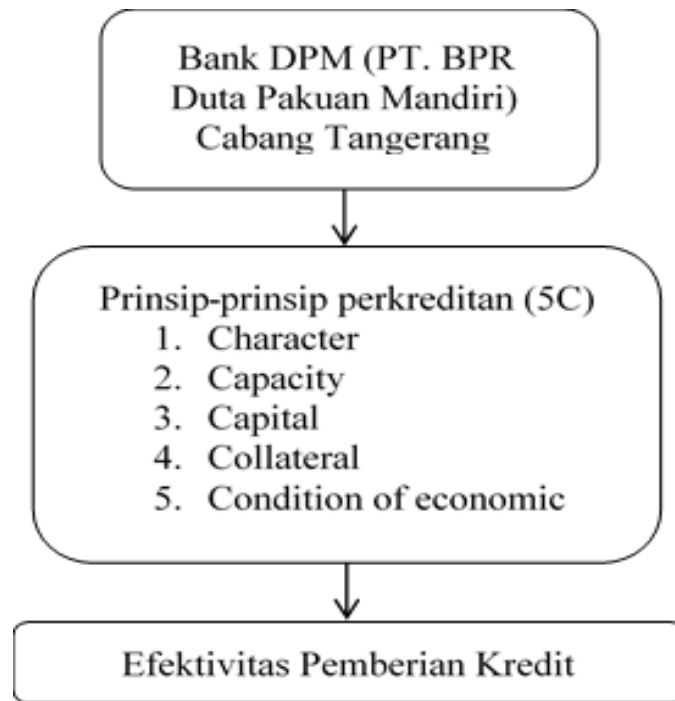 Bank DPM (PT. BPR
Duta Pakuan Mandiri)
Cabang Tangerang
Prinsip-prinsip perkreditan (5C)
1. Character
2. Capacity
3. Capital
4. Collateral
5. Condition of economic
Efektivitas Pemberian Kredit